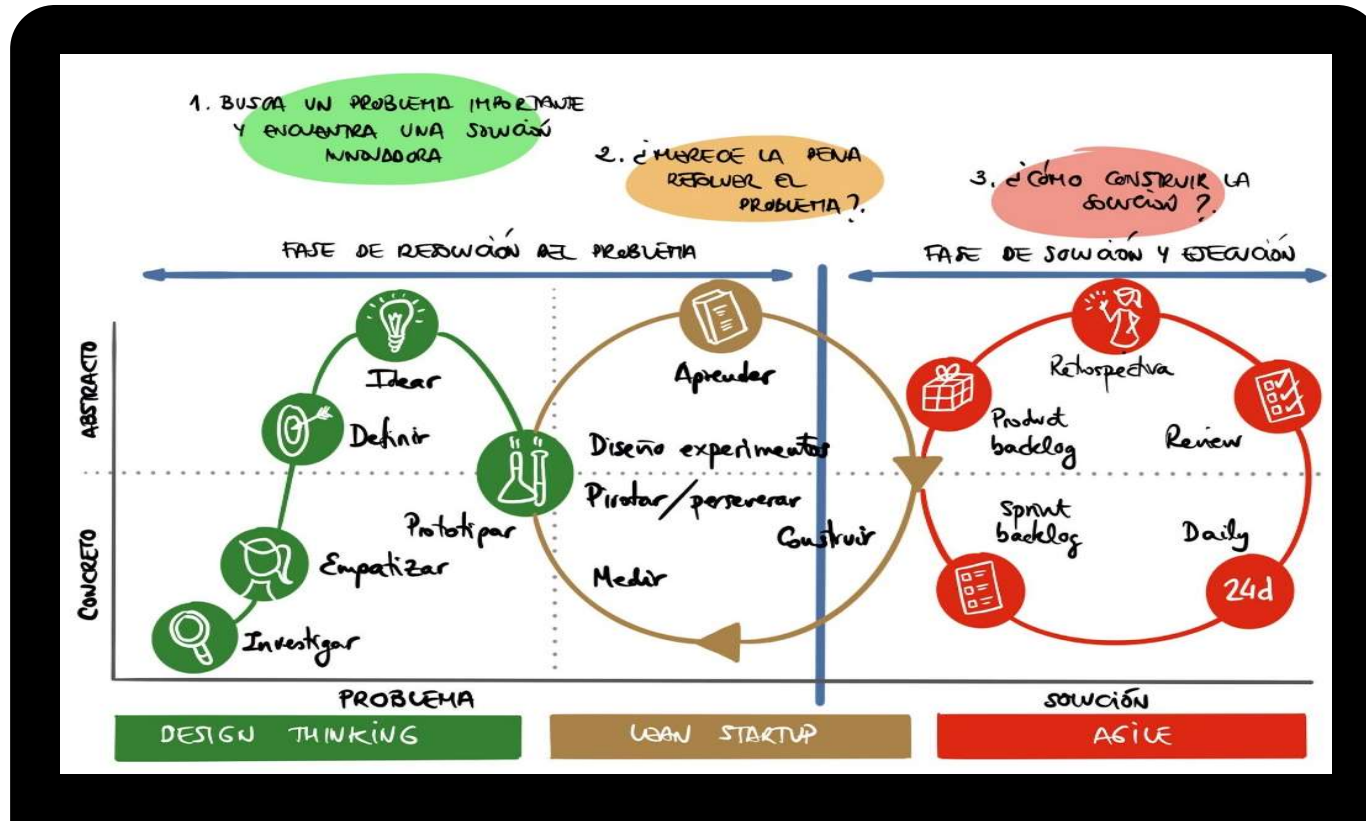 1. BUSCA UN PROBLEMA IMPORTANTE
Y ENCUENTRA UNA SOLUCIÓN
INNOVADORA
2. ¿MERECE LA PENA
RESOLVER EL
PROBLEMA?
3. ¿CÓMO CONSTRUIR LA
SOLUCIÓN?
FASE DE RESOLUCIÓN DEL PROBLEMA
FASE DE SOLUCIÓN Y EJECUCIÓN
ABSTRACTO
CONCRETO
Idear
Definir
Empatizar
Investigar
Prototipar
Aprender
Diseño experimentos
Pivotar/perseverar
Construir
Medir
Retrospectiva
Product
backlog
Review
Sprint
backlog
Daily
24d
PROBLEMA
SOLUCIÓN
DESIGN THINKING
LEAN STARTUP
AGILE